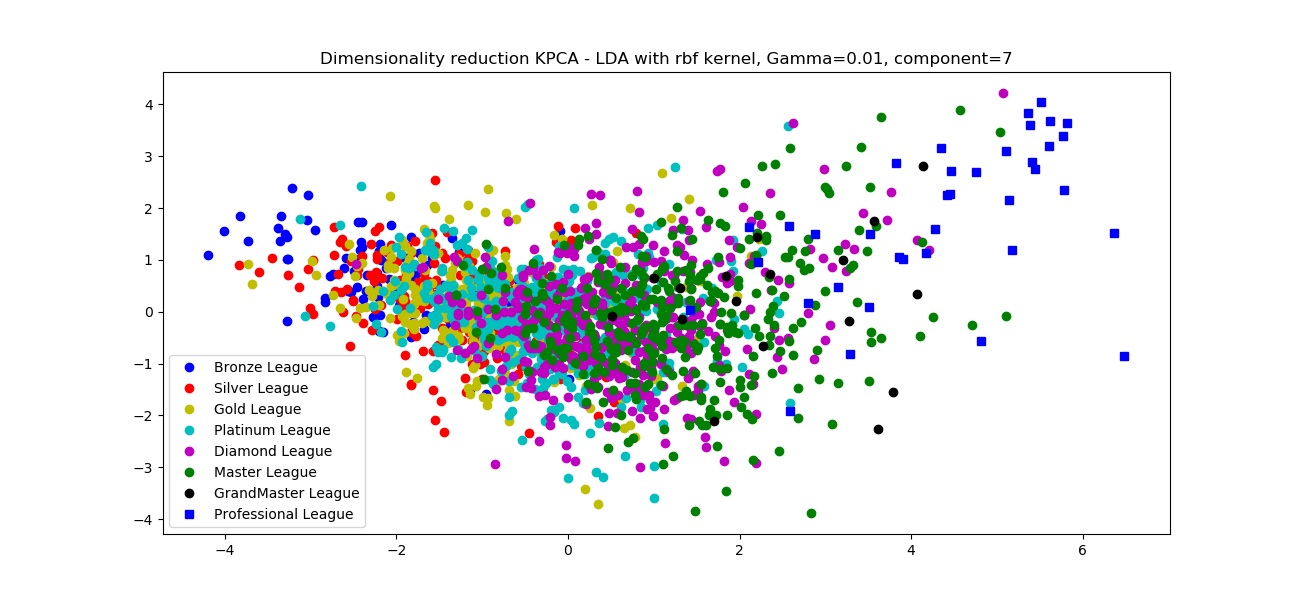 Dimensionality reduction KPCA - LDA with rbf kernel, Gamma=0.01, component=7
4
3
2
1
0
−1
−2
−3
−4
Bronze League
Silver League
Gold League
Platinum League
Diamond League
Master League
GrandMaster League
Professional League
−4
−2
0
2
4
6